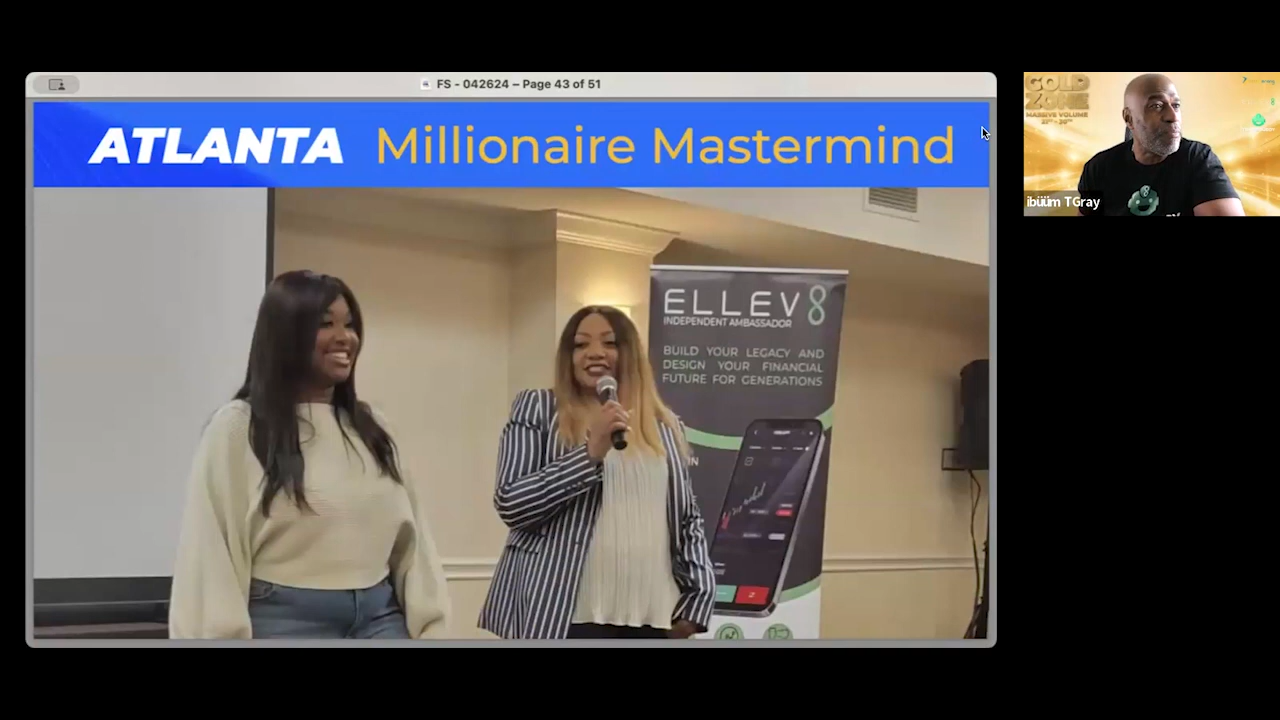 FS - 042624 – Page 43 of 51
ATLANTA Millionaire Mastermind
ELLEV8
INDEPENDENT AMBASSADOR
BUILD YOUR LEGACY AND
DESIGN YOUR FINANCIAL
FUTURE FOR GENERATIONS
GOLD
ZONE
MASSIVE VOLUME
ibüüm TGray